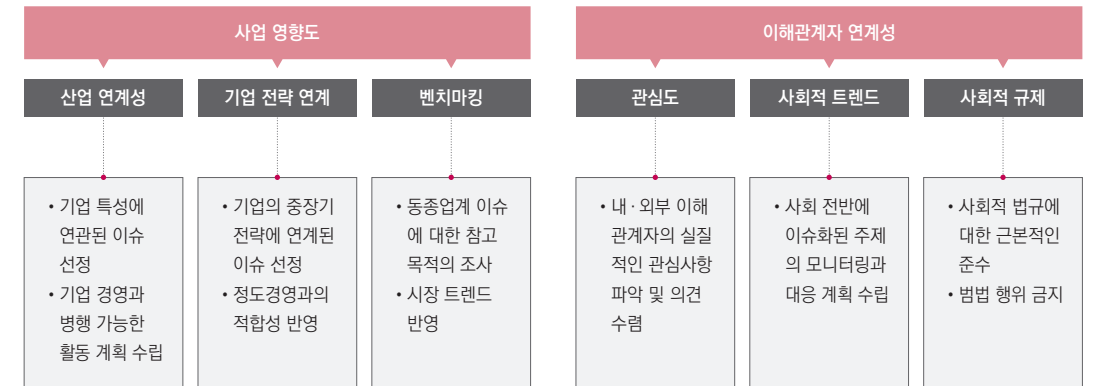 사업 영향도
산업 연계성
• 기업 특성에
연관된 이슈
선정
• 기업 경영과
병행 가능한
활동 계획 수립
기업 전략 연계
• 기업의 중장기
전략에 연계된
이슈 선정
• 정도경영과의
적합성 반영
벤치마킹
• 동종업계 이슈
에 대한 참고
목적의 조사
• 시장 트렌드
반영
이해관계자 연계성
관심도
• 내·외부 이해
관계자의 실질
적인 관심사항
파악 및 의견
수렴
사회적 트렌드
• 사회 전반에
이슈화된 주제
의 모니터링과
대응 계획 수립
사회적 규제
• 사회적 법규에
대한 근본적인
준수
• 범법 행위 금지